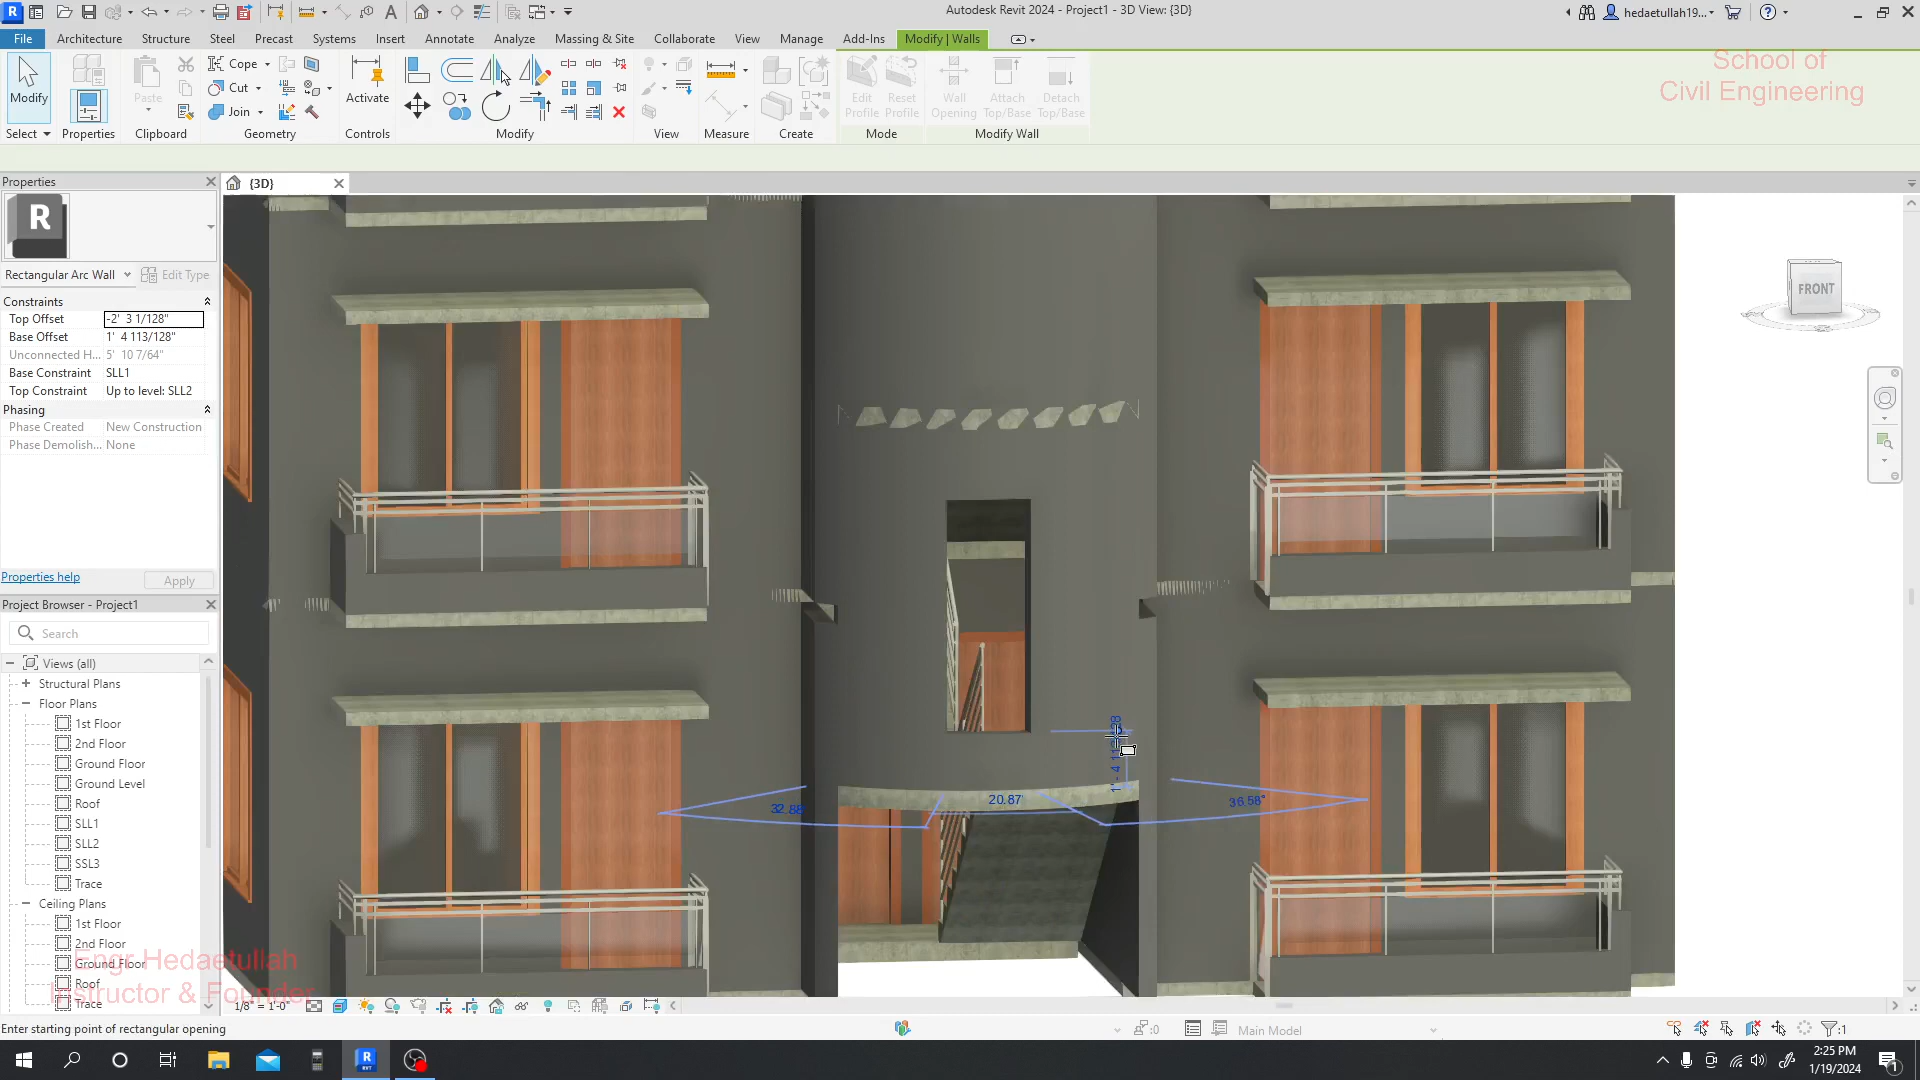 Autodesk Revit 2024 - Project1 - 3D View: {3D}
hedaetullah19...
File
Architecture
Structure
Steel
Precast
Systems
Insert
Annotate
Analyze
Massing & Site
Collaborate
View
Manage
Add-Ins
Modify | Walls
School of
Civil Engineering
Modify
Paste
Cope
Cut
Join
Activate
Edit
Profile
Reset
Profile
Wall
Opening
Attach
Top/Base
Detach
Top/Base
Select
Properties
Clipboard
Geometry
Controls
Modify
View
Measure
Create
Mode
Modify Wall
Properties
{3D}
R
Rectangular Arc Wall
Edit Type
Constraints
Top Offset
-2' 3 1/128"
Base Offset
1' 4 113/128"
Unconnected H...
5' 10 7/64"
Base Constraint
SLL1
Top Constraint
Up to level: SLL2
Phasing
Phase Created
New Construction
Phase Demolish...
None
Properties help
Apply
Project Browser - Project1
Search
Views (all)
Structural Plans
Floor Plans
1st Floor
2nd Floor
Ground Floor
Ground Level
Roof
SLL1
SLL2
SSL3
Trace
Ceiling Plans
1st Floor
2nd Floor
Ground Floor
Roof
Trace
Engr Hedaetullah
Instructor & Founder
FRONT
20.87°
36.58°
1/8" = 1'-0"
Enter starting point of rectangular opening
:0
Main Model
:1
2:25 PM
1/19/2024
1